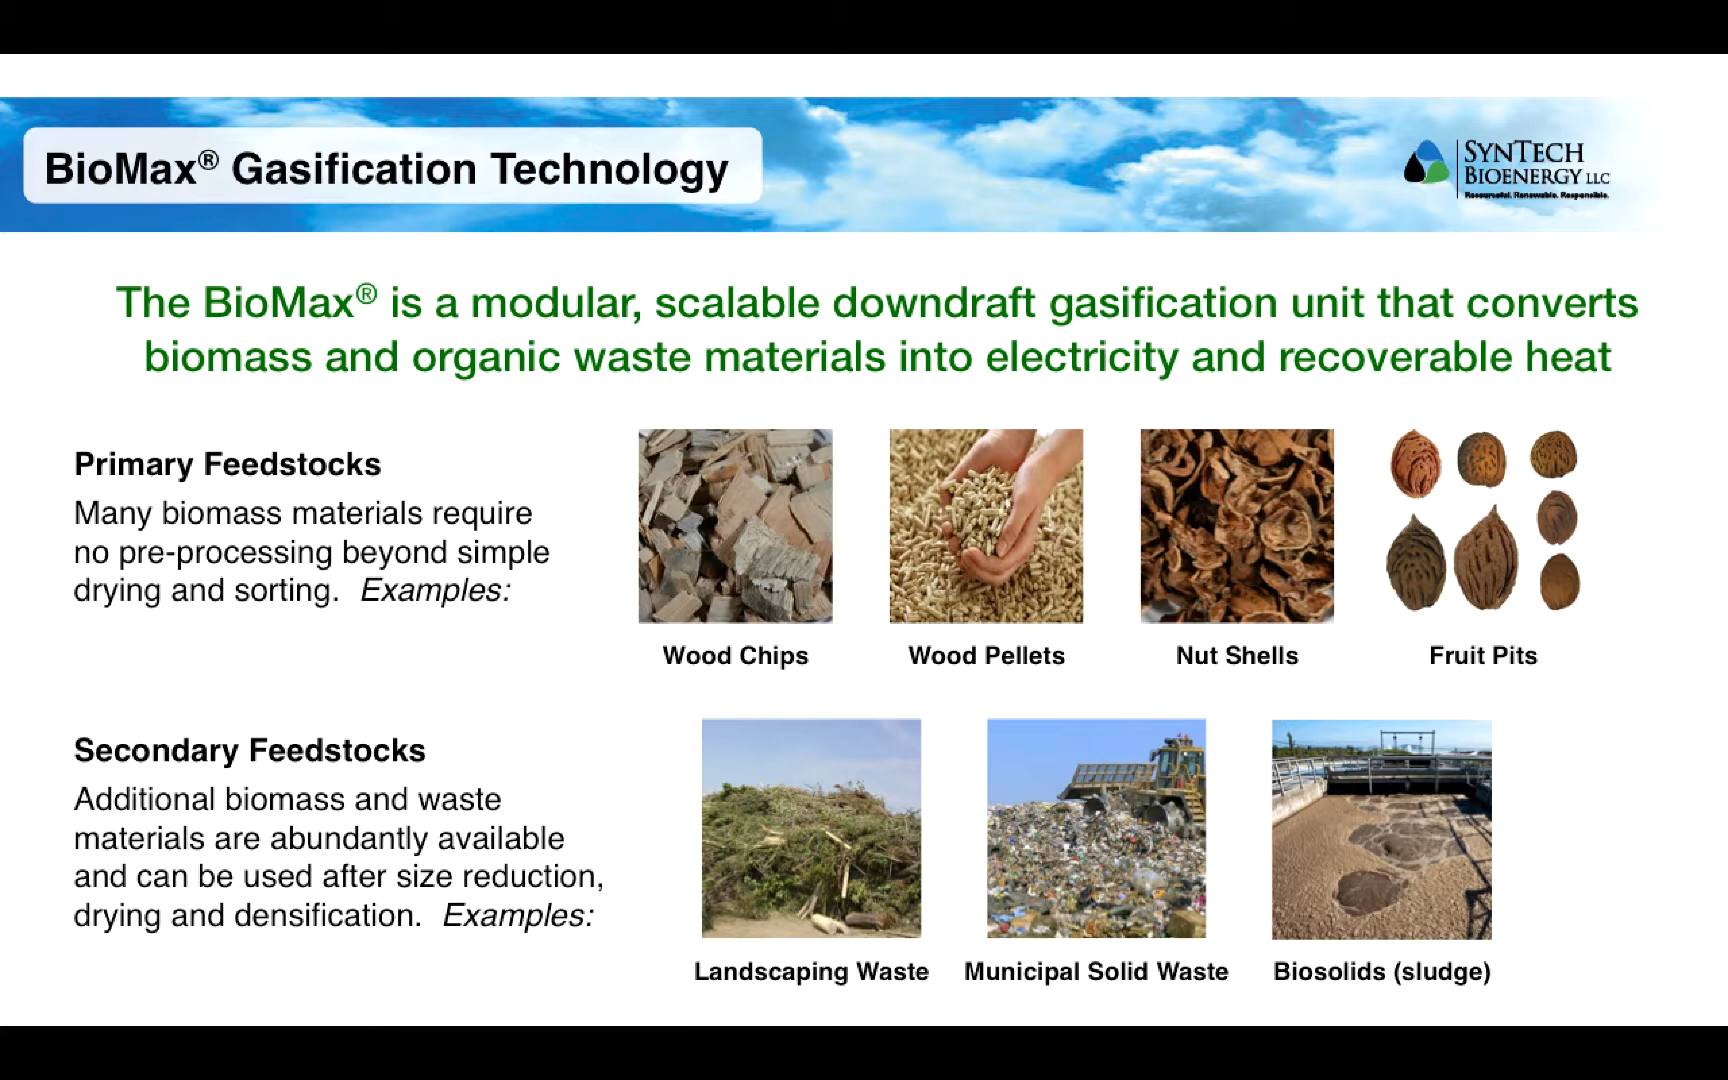 BioMax® Gasification Technology
SYNTECH
BIOENERGY LLC
Resourceful. Renewable. Responsible.
The BioMax® is a modular, scalable downdraft gasification unit that converts
biomass and organic waste materials into electricity and recoverable heat
Primary Feedstocks
Many biomass materials require
no pre-processing beyond simple
drying and sorting. Examples:
Wood Chips
Wood Pellets
Nut Shells
Fruit Pits
Secondary Feedstocks
Additional biomass and waste
materials are abundantly available
and can be used after size reduction,
drying and densification. Examples:
Landscaping Waste
Municipal Solid Waste
Biosolids (sludge)